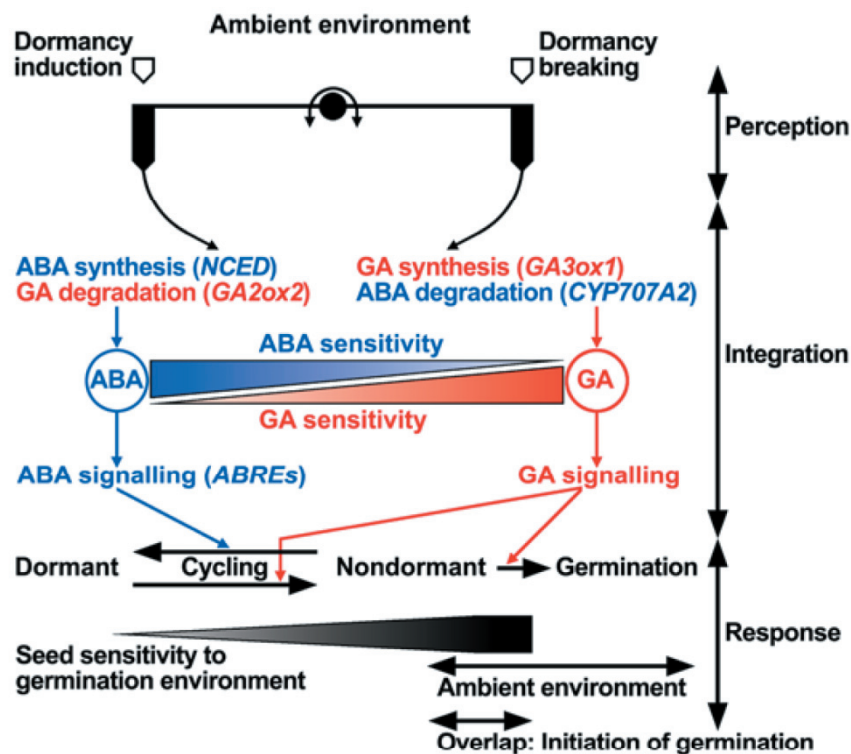 Ambient environment
Dormancy
induction
Dormancy
breaking
Perception
ABA synthesis (NCED)
GA degradation (GA2ox2)
GA synthesis (GA3ox1)
ABA degradation (CYP707A2)
ABA sensitivity
ABA
GA
GA sensitivity
Integration
ABA signalling (ABREs)
GA signalling
Dormant
Cycling
Nondormant
Germination
Response
Seed sensitivity to
germination environment
Ambient environment
Overlap: Initiation of germination